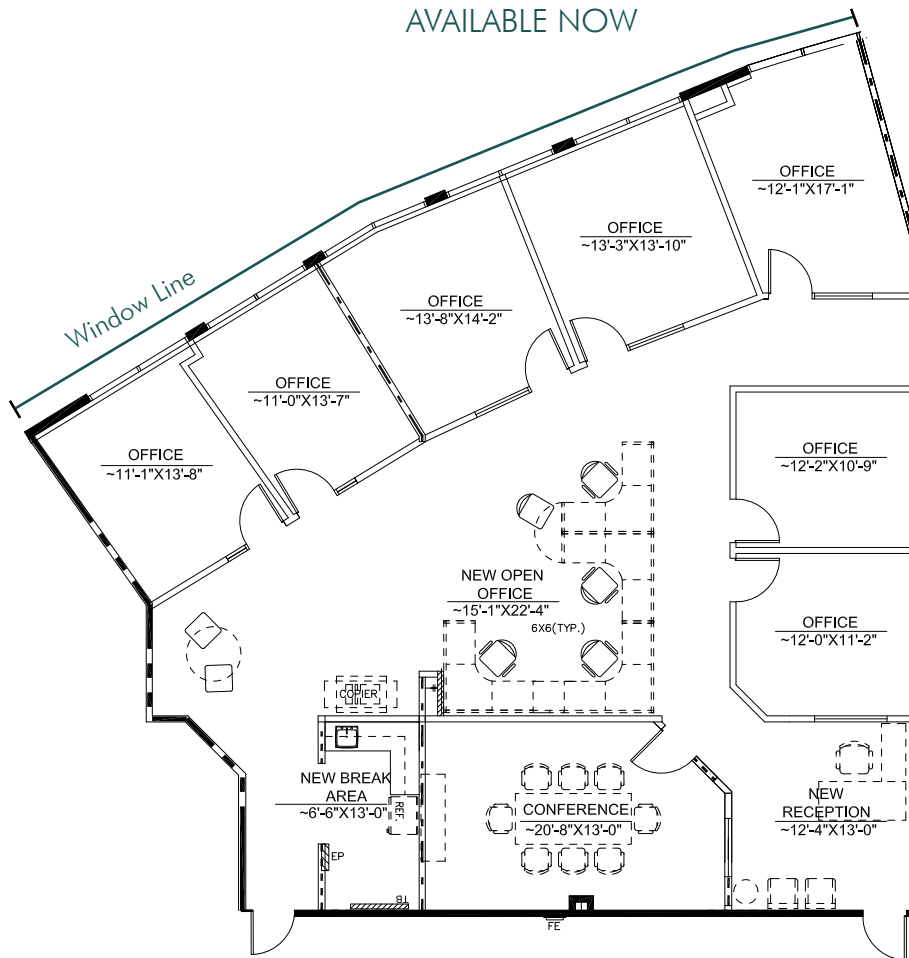 AVAILABLE NOW
Window Line
OFFICE
~12'-1"X17'-1"
OFFICE
~13'-3"X13'-10"
OFFICE
~13'-8"X14'-2"
OFFICE
~11'-0"X13'-7"
OFFICE
~11'-1"X13'-8"
OFFICE
~12'-2"X10'-9"
NEW OPEN
OFFICE
~15'-1"X22'-4"
6X6(TYP.)
OFFICE
~12'-0"X11'-2"
COPIER
NEW BREAK
AREA
~6'-6"X13'-0"
REF.
EP
TB
CONFERENCE
~20'-8"X13'-0"
NEW
RECEPTION
~12'-4"X13'-0"
FE